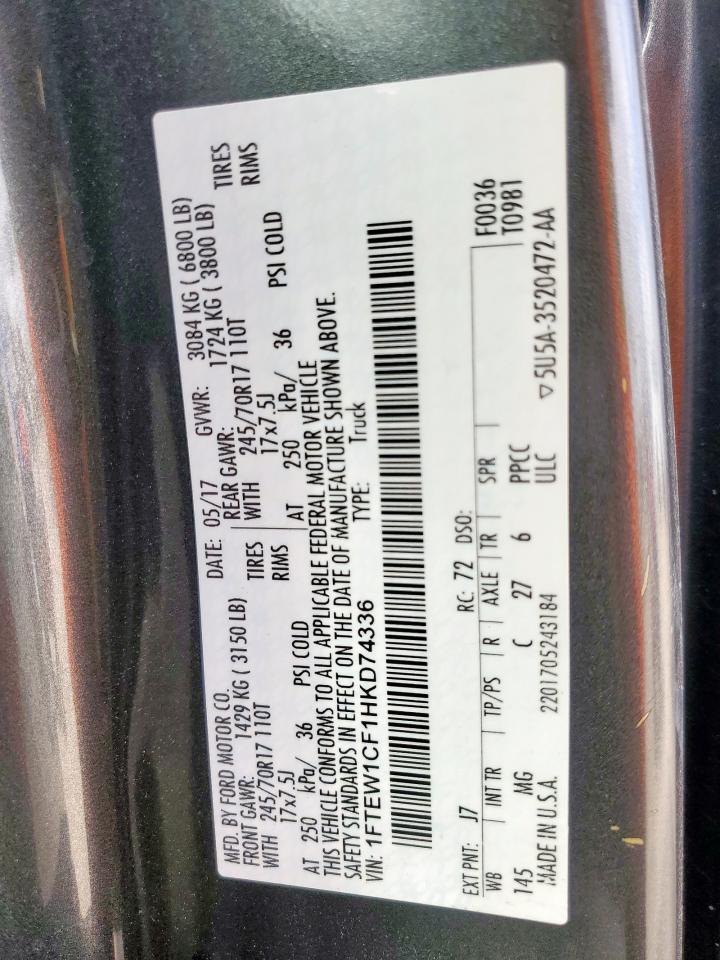 MFD. BY FORD MOTOR CO.
DATE: 05/17 GVWR: 3084 KG ( 6800 LB)
FRONT GAWR: 1429 KG ( 3150 LB)
REAR GAWR: 1724 KG ( 3800 LB)
WITH 245/70R17 110T TIRES
WITH 245/70R17 110T TIRES
17x7.5J RIMS
17x7.5J RIMS
AT 250 kPa/ 36 PSI COLD
AT 250 kPa/ 36 PSI COLD
THIS VEHICLE CONFORMS TO ALL APPLICABLE FEDERAL MOTOR VEHICLE
SAFETY STANDARDS IN EFFECT ON THE DATE OF MANUFACTURE SHOWN ABOVE.
VIN: 1FTEW1CF1HKD74336 TYPE: Truck
EXT PNT: J7 RC: 72 DSO: F0036
T0981
WB INT TR TP/PS R AXLE TR SPR
145 MG C 27 6 PPCC
MADE IN U.S.A. 2201705243184 ULC ▽5U5A-3520472-AA